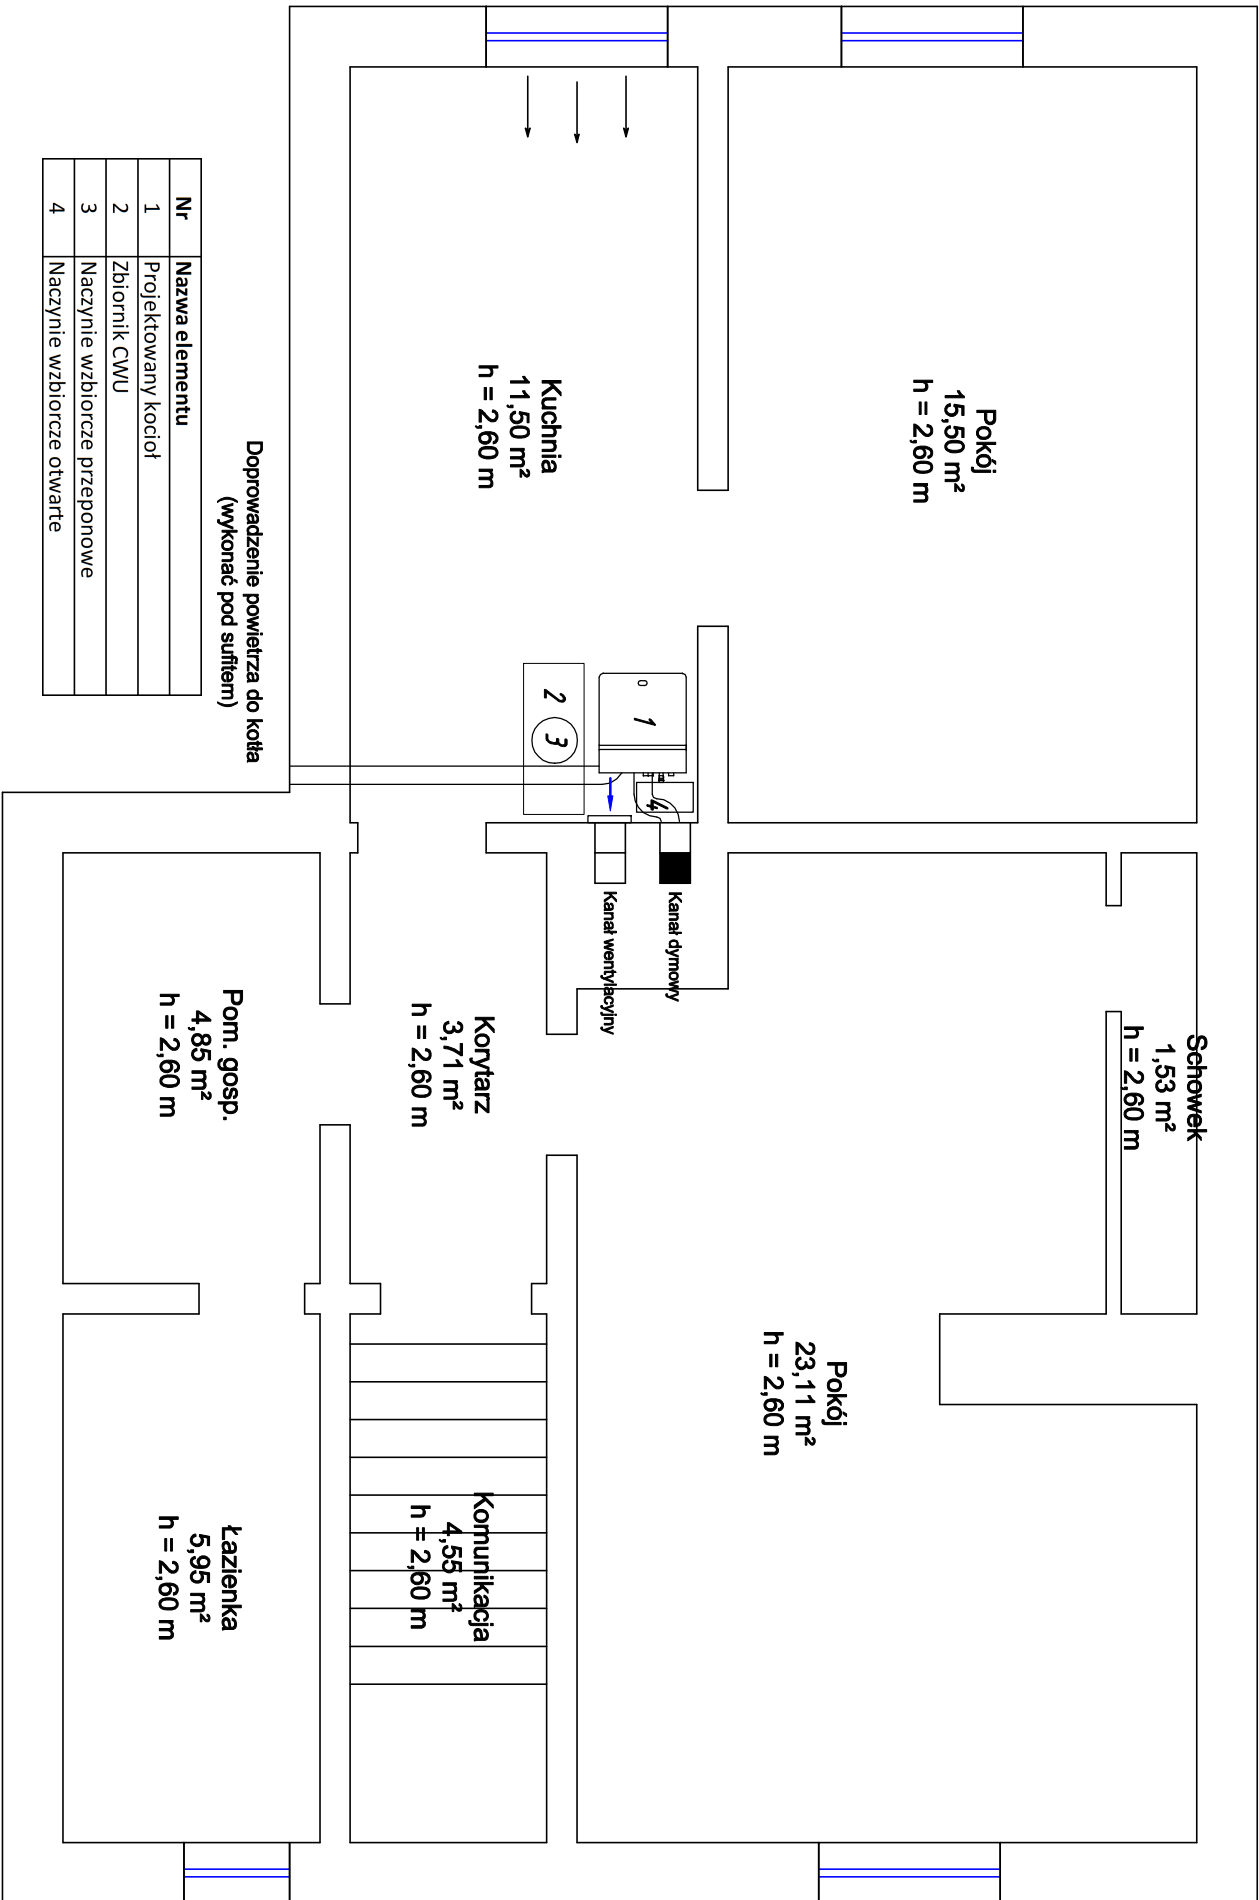 Schowek
1,53 m²
h = 2,60 m
Pokój
15,50 m²
h = 2,60 m
Pokój
23,11 m²
h = 2,60 m
Kuchnia
11,50 m²
h = 2,60 m
1
2
3
4
Kanał dymowy
Kanał wentylacyjny
Korytarz
3,71 m²
h = 2,60 m
Komunikacja
4,55 m²
h = 2,60 m
Pom. gosp.
4,85 m²
h = 2,60 m
Łazienka
5,95 m²
h = 2,60 m
Doprowadzenie powietrza do kotła
(wykonać pod sufitem)
Nr Nazwa elementu
1 Projektowany kocioł
2 Zbiornik CWU
3 Naczynie wzbiorcze przeponowe
4 Naczynie wzbiorcze otwarte